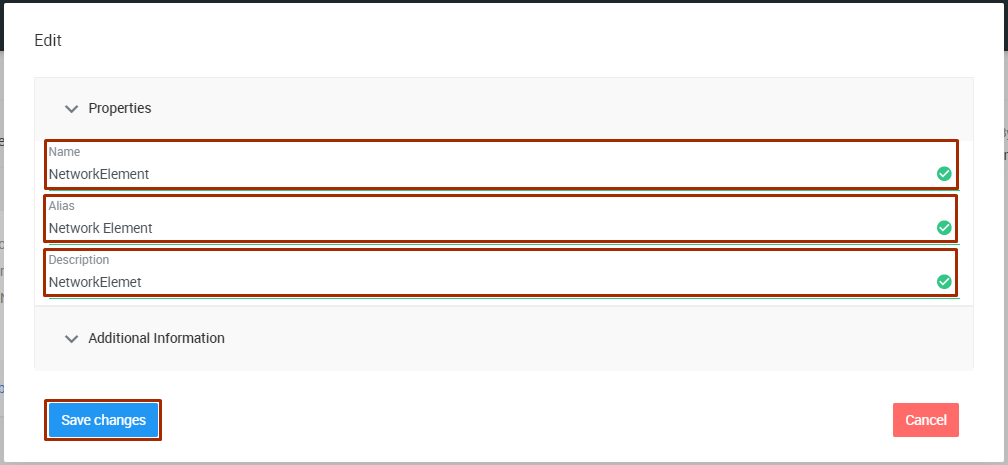 Edit
Properties
Name
NetworkElement
Alias
Network Element
Description
NetworkElemet
Additional Information
Save changes
Cancel